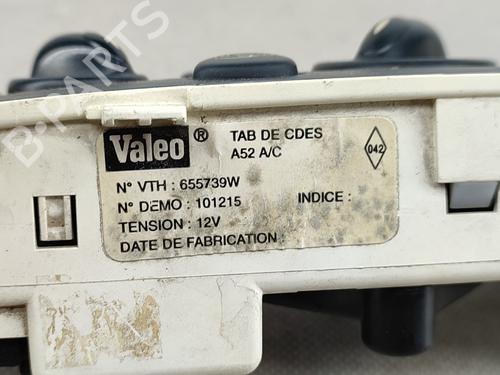 B-PARTS
Valeo ®
TAB DE CDES
A52 A/C
042
N° VTH : 655739W
N° DEMO : 101215
INDICE :
TENSION : 12V
DATE DE FABRICATION